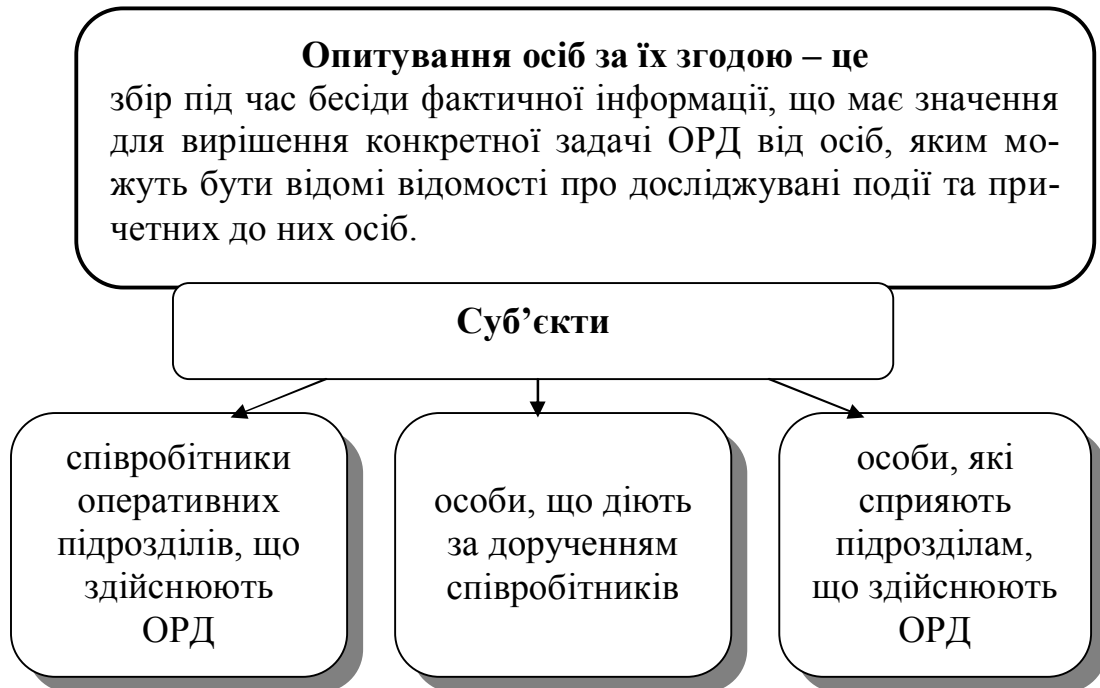 Опитування осіб за їх згодою – це
збір під час бесіди фактичної інформації, що має значення
для вирішення конкретної задачі ОРД від осіб, яким мо-
жуть бути відомі відомості про досліджувані події та при-
четних до них осіб.
Суб’єкти
співробітники
оперативних
підрозділів, що
здійснюють
ОРД
особи, що діють
за дорученням
співробітників
особи, які
сприяють
підрозділам,
що здійснюють
ОРД